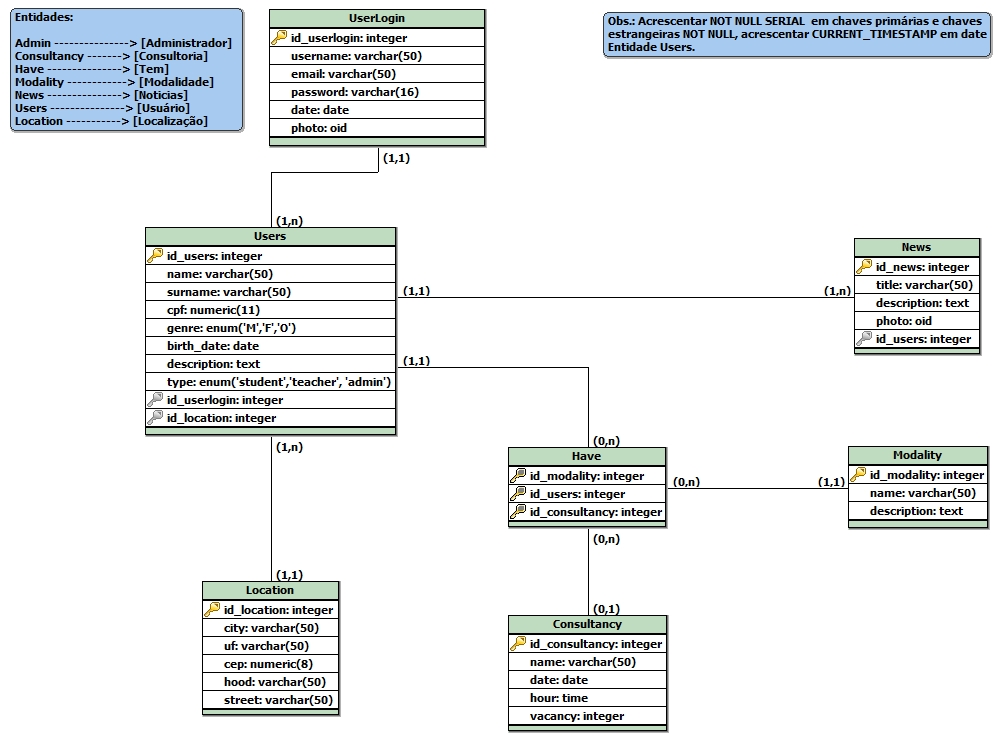 Entidades:
Admin ---------------> [Administrador]
Consultancy -------> [Consultoria]
Have ---------------> [Tem]
Modality ------------> [Modalidade]
News ---------------> [Noticias]
Users ---------------> [Usuário]
Location -----------> [Localização]
Obs.: Acrescentar NOT NULL SERIAL em chaves primárias e chaves
estrangeiras NOT NULL, acrescentar CURRENT_TIMESTAMP em date
Entidade Users.
UserLogin
id_userlogin: integer
username: varchar(50)
email: varchar(50)
password: varchar(16)
date: date
photo: oid
(1,1)
(1,n)
Users
id_users: integer
name: varchar(50)
surname: varchar(50)
cpf: numeric(11)
genre: enum('M','F','O')
birth_date: date
description: text
type: enum('student','teacher', 'admin')
id_userlogin: integer
id_location: integer
(1,1)
(1,n)
News
id_news: integer
title: varchar(50)
description: text
photo: oid
id_users: integer
(1,1)
(0,n)
Have
id_modality: integer
id_users: integer
id_consultancy: integer
(0,n)
(1,1)
Modality
id_modality: integer
name: varchar(50)
description: text
(1,n)
(1,1)
Location
id_location: integer
city: varchar(50)
uf: varchar(50)
cep: numeric(8)
hood: varchar(50)
street: varchar(50)
(0,n)
(0,1)
Consultancy
id_consultancy: integer
name: varchar(50)
date: date
hour: time
vacancy: integer